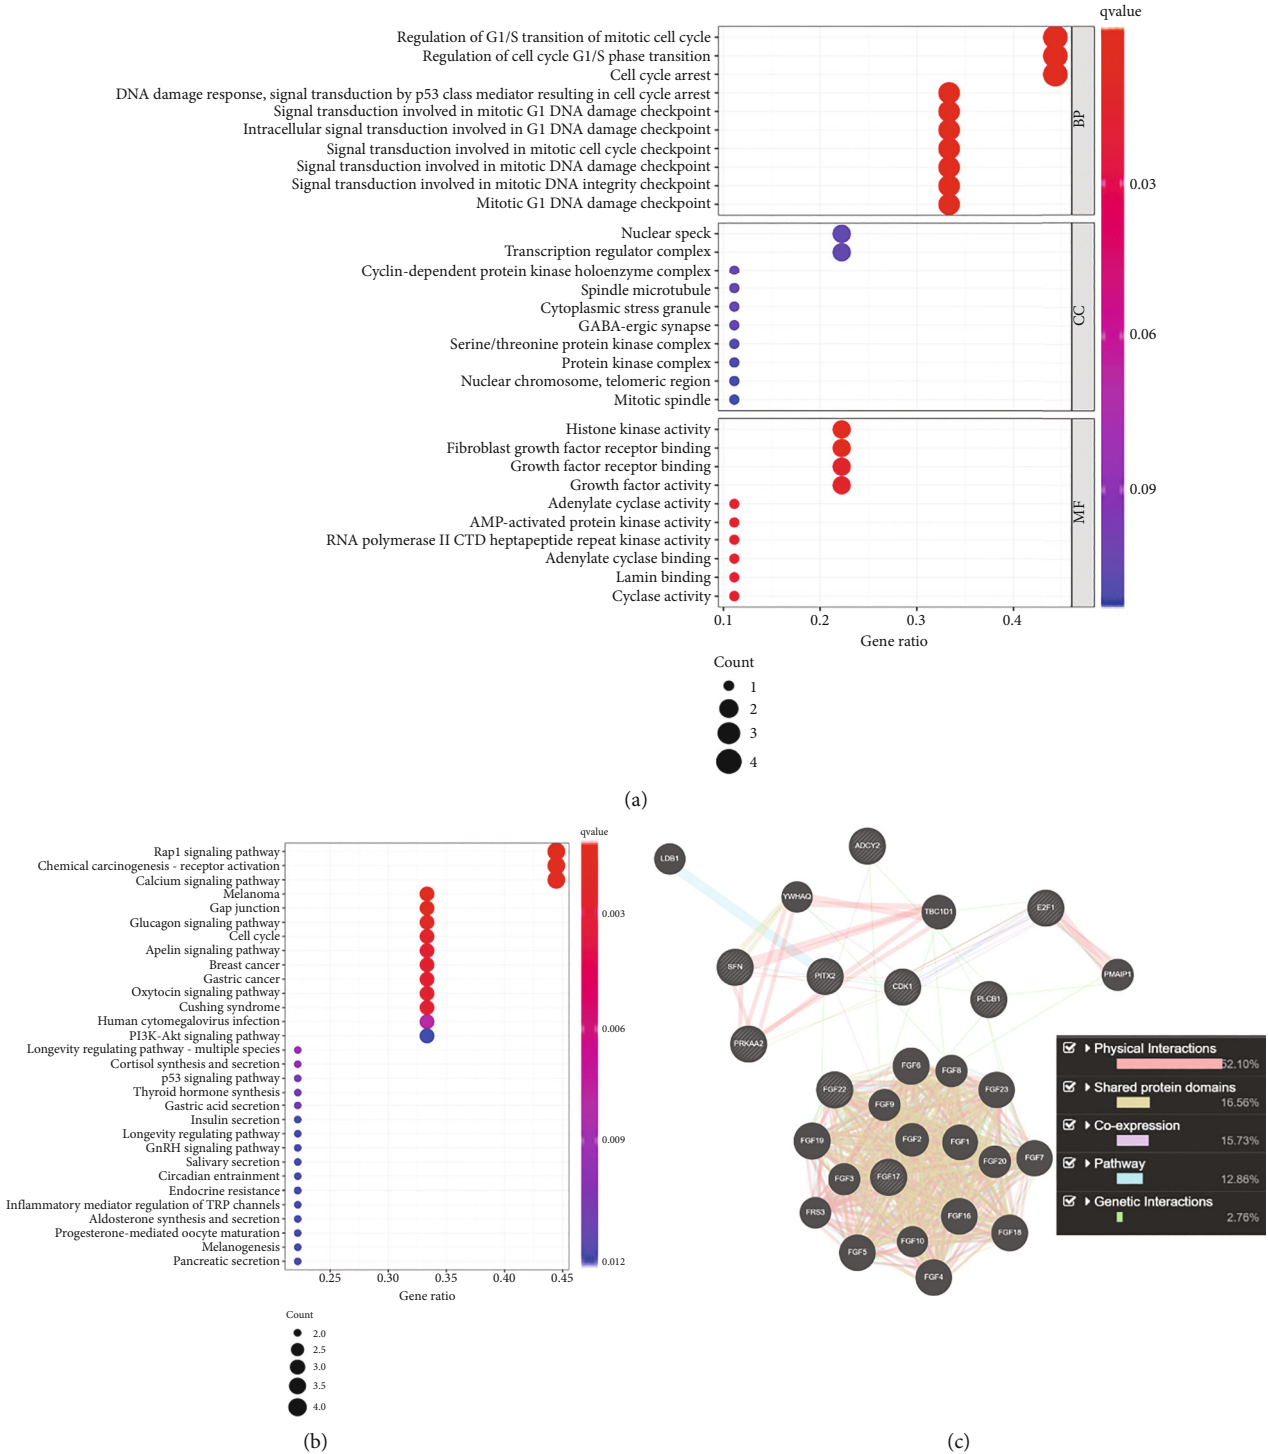 qvalue
Regulation of G1/S transition of mitotic cell cycle
Regulation of cell cycle G1/S phase transition
Cell cycle arrest
DNA damage response, signal transduction by p53 class mediator resulting in cell cycle arrest
Signal transduction involved in mitotic G1 DNA damage checkpoint
Intracellular signal transduction involved in G1 DNA damage checkpoint
Signal transduction involved in mitotic cell cycle checkpoint
Signal transduction involved in mitotic DNA damage checkpoint
Signal transduction involved in mitotic DNA integrity checkpoint
Mitotic G1 DNA damage checkpoint
BP
Nuclear speck
Transcription regulator complex
Cyclin-dependent protein kinase holoenzyme complex
Spindle microtubule
Cytoplasmic stress granule
GABA-ergic synapse
Serine/threonine protein kinase complex
Protein kinase complex
Nuclear chromosome, telomeric region
Mitotic spindle
CC
Histone kinase activity
Fibroblast growth factor receptor binding
Growth factor receptor binding
Growth factor activity
Adenylate cyclase activity
AMP-activated protein kinase activity
RNA polymerase II CTD heptapeptide repeat kinase activity
Adenylate cyclase binding
Lamin binding
Cyclase activity
MF
0.03
0.06
0.09
0.1 0.2 0.3 0.4
Gene ratio
Count
1
2
3
4
(a)
qvalue
Rap1 signaling pathway
Chemical carcinogenesis - receptor activation
Calcium signaling pathway
Melanoma
Gap junction
Glucagon signaling pathway
Cell cycle
Apelin signaling pathway
Breast cancer
Gastric cancer
Oxytocin signaling pathway
Cushing syndrome
Human cytomegalovirus infection
PI3K-Akt signaling pathway
Longevity regulating pathway - multiple species
Cortisol synthesis and secretion
p53 signaling pathway
Thyroid hormone synthesis
Gastric acid secretion
Insulin secretion
Longevity regulating pathway
GnRH signaling pathway
Salivary secretion
Circadian entrainment
Endocrine resistance
Inflammatory mediator regulation of TRP channels
Aldosterone synthesis and secretion
Progesterone-mediated oocyte maturation
Melanogenesis
Pancreatic secretion
0.003
0.006
0.009
0.012
0.25 0.30 0.35 0.40 0.45
Gene ratio
Count
2.0
2.5
3.0
3.5
4.0
(b)
ADCY2
LDB1
YWHAQ
TBC1D1
E2F1
SFN
PITX2
CDK1
PLCB1
PMAIP1
PRKAA2
FGF6
FGF8
FGF22
FGF23
FGF9
FGF19
FGF2
FGF1
FGF20
FGF7
FGF3
FGF17
FRS3
FGF16
FGF18
FGF10
FGF5
FGF4
Physical Interactions
52.10%
Shared protein domains
16.56%
Co-expression
15.73%
Pathway
12.86%
Genetic Interactions
2.76%
(c)